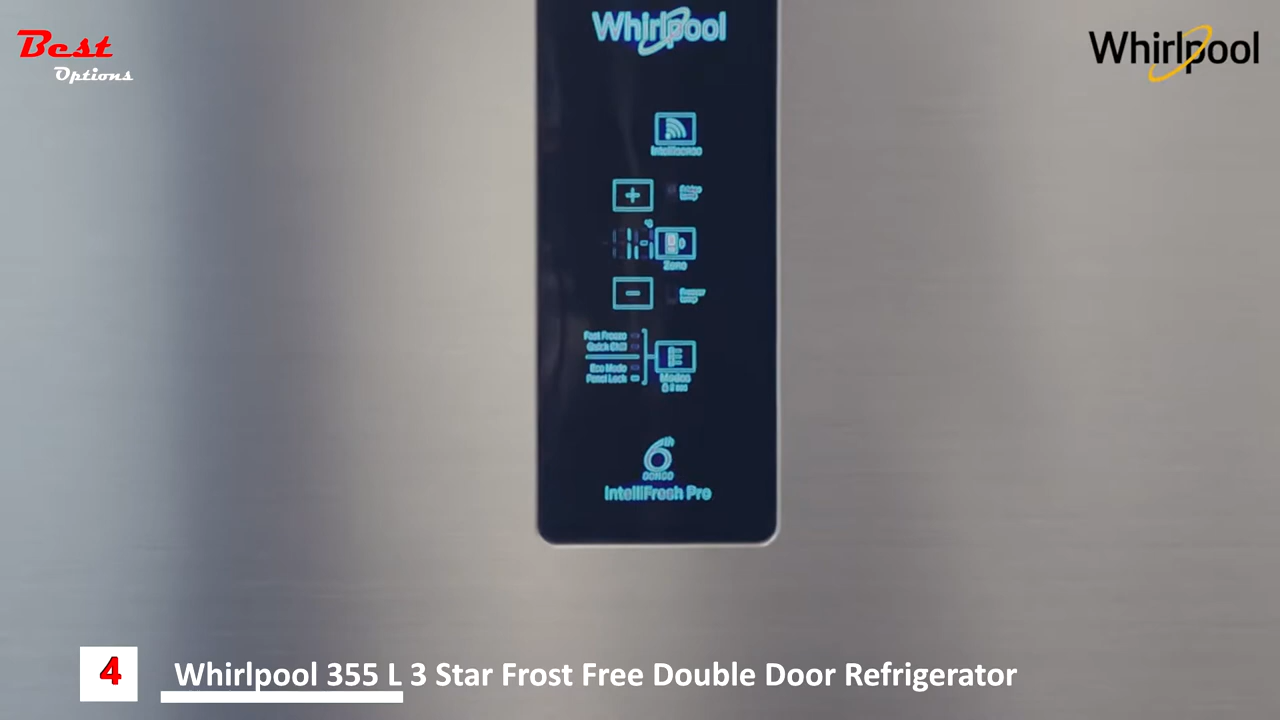 Best
Options
Whirlpool
Whirlpool
Intellisense
Zone
Fast Freeze
Quick Chill
Eco Mode
Panel Lock
Modes
6th
IntelliFresh Pro
4
Whirlpool 355 L 3 Star Frost Free Double Door Refrigerator